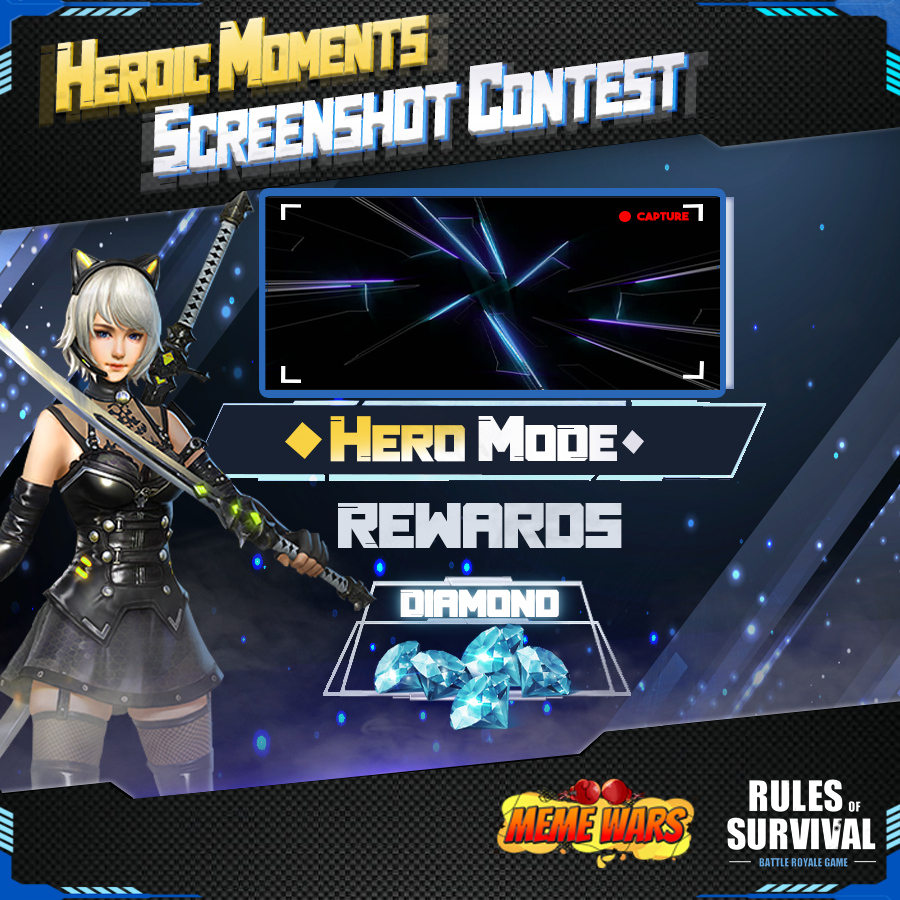 HEROIC MOMENTS
SCREENSHOT CONTEST
CAPTURE
HERO MODE
REWARDS
DIAMOND
MEME WARS
RULES OF
SURVIVAL
BATTLE ROYALE GAME